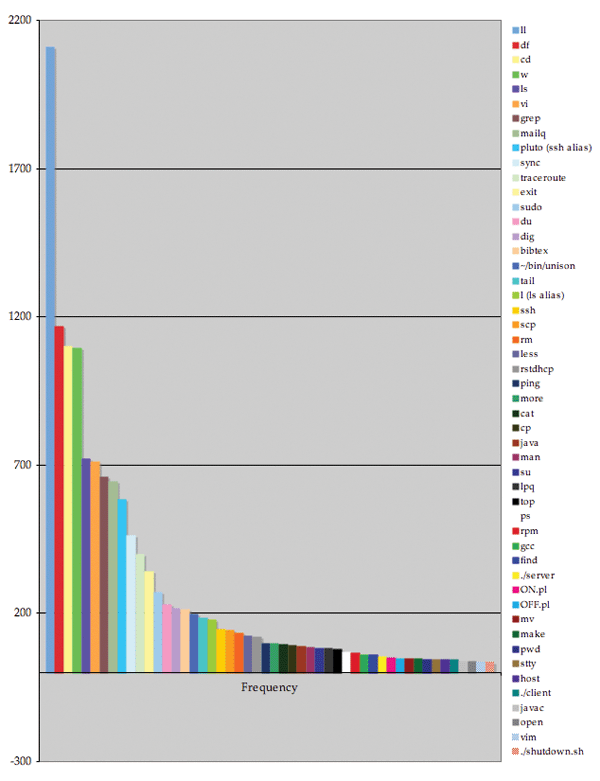 2200
1700
1200
700
200
-300
Frequency
ll
df
cd
w
ls
vi
grep
mailq
pluto (ssh alias)
sync
traceroute
exit
sudo
du
dig
bibtex
~/bin/unison
tail
l (ls alias)
ssh
scp
rm
less
rstdhcp
ping
more
cat
cp
java
man
su
lpq
top
ps
rpm
gcc
find
./server
ON.pl
OFF.pl
mv
make
pwd
stty
host
./client
javac
open
vim
./shutdown.sh